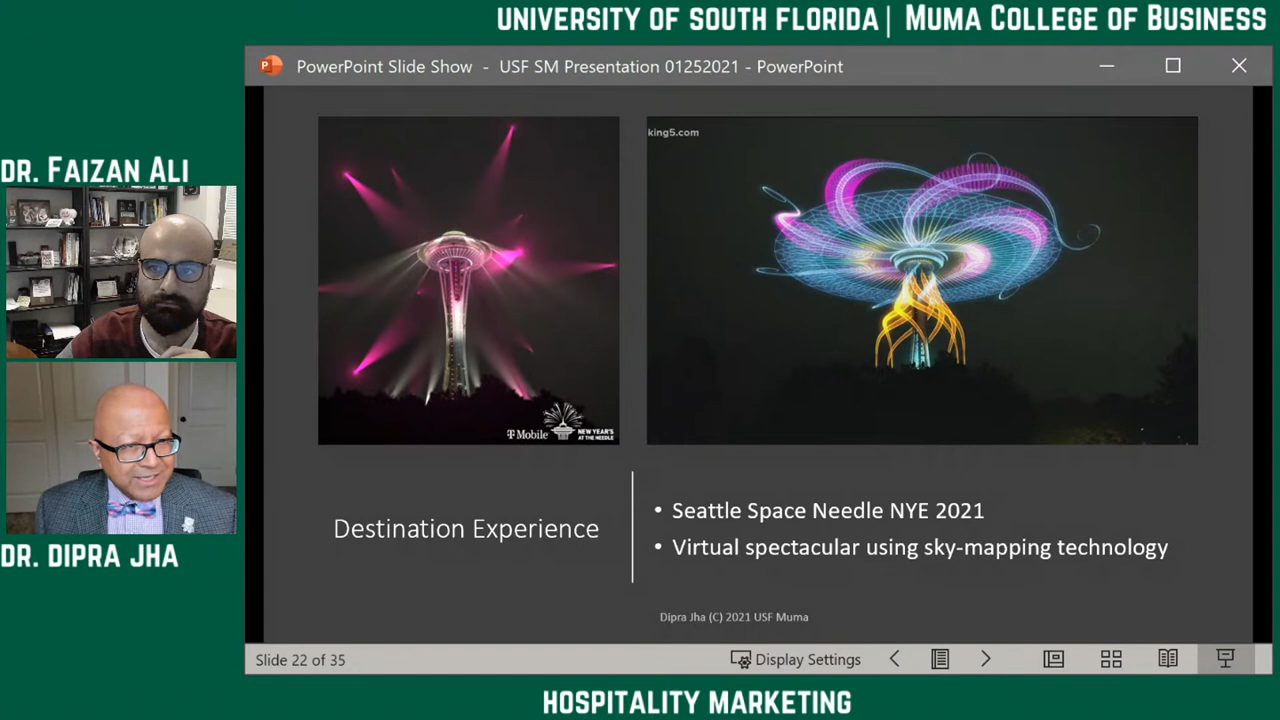 UNIVERSITY OF SOUTH FLORIDA | MUMA COLLEGE OF BUSINESS
P PowerPoint Slide Show - USF SM Presentation 01252021 - PowerPoint
DR. FAIZAN ALI
king5.com
T Mobile
NEW YEAR'S
AT THE NEEDLE
Destination Experience
• Seattle Space Needle NYE 2021
• Virtual spectacular using sky-mapping technology
DR. DIPRA JHA
Dipra Jha (C) 2021 USF Muma
Slide 22 of 35
Display Settings
HOSPITALITY MARKETING